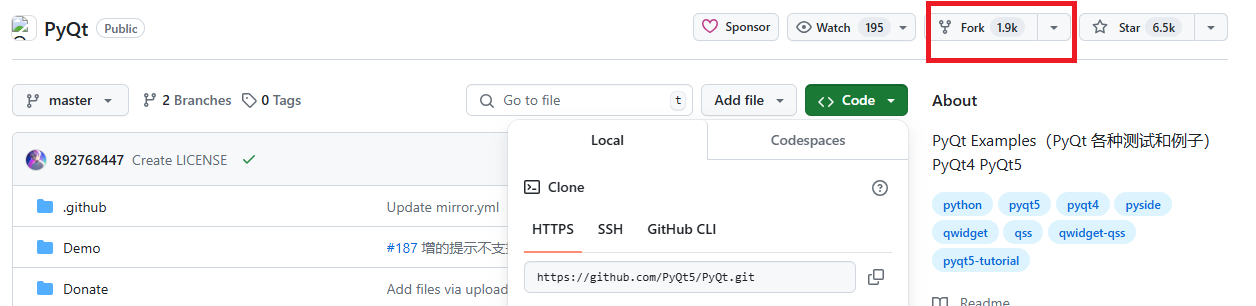 PyQt Public Sponsor Watch 195 Fork 1.9k Star 6.5k
master 2 Branches 0 Tags Go to file t Add file Code
Local Codespaces
892768447 Create LICENSE
Clone
.github Update mirror.yml
HTTPS SSH GitHub CLI
Demo #187 增的提示不支
https://github.com/PyQt5/PyQt.git
Donate Add files via upload
About
PyQt Examples（PyQt 各种测试和例子）
PyQt4 PyQt5
python pyqt5 pyqt4 pyside
qwidget qss qwidget-qss
pyqt5-tutorial
Readme